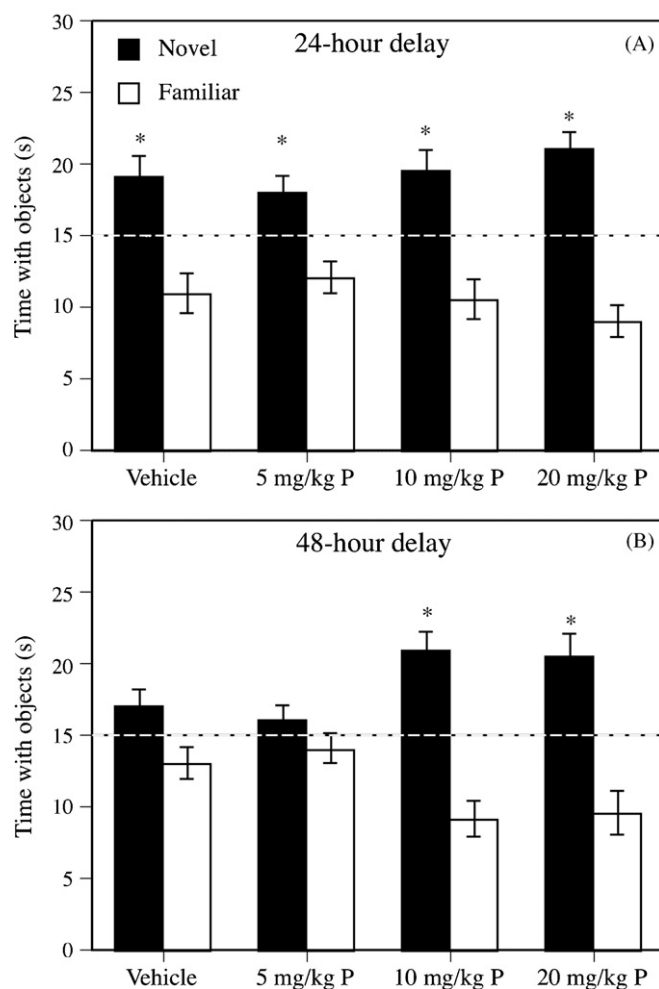 30
24-hour delay
(A)
Novel
Familiar
25
20
15
10
5
0
Time with objects (s)
* * * *
Vehicle 5 mg/kg P 10 mg/kg P 20 mg/kg P
30
48-hour delay
(B)
25
20
15
10
5
0
Time with objects (s)
* *
Vehicle 5 mg/kg P 10 mg/kg P 20 mg/kg P